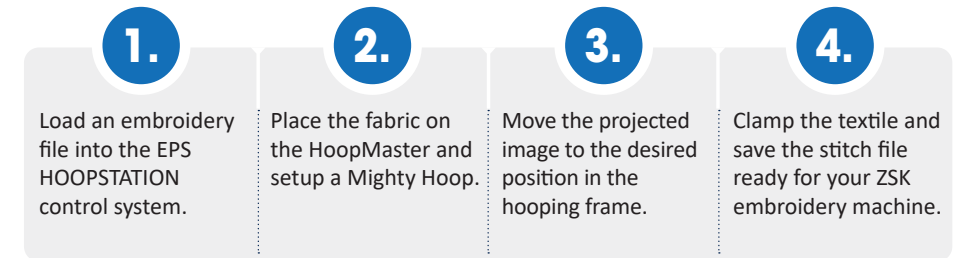 1.
Load an embroidery
file into the EPS
HOOPSTATION
control system.
2.
Place the fabric on
the HoopMaster and
setup a Mighty Hoop.
3.
Move the projected
image to the desired
position in the
hooping frame.
4.
Clamp the textile and
save the stitch file
ready for your ZSK
embroidery machine.